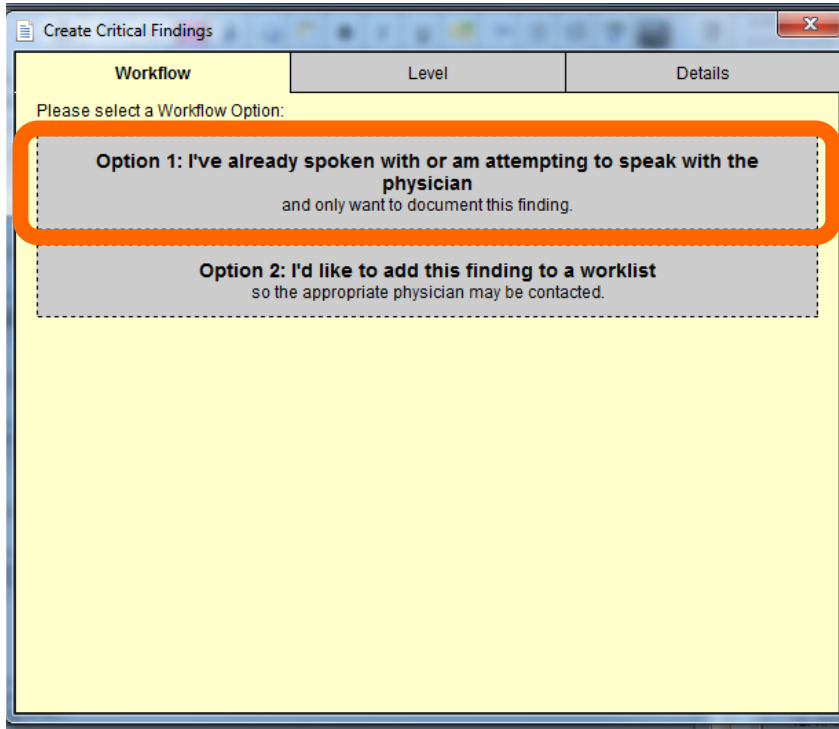 Create Critical Findings
Workflow
Level
Details
Please select a Workflow Option:
Option 1: I've already spoken with or am attempting to speak with the
physician
and only want to document this finding.
Option 2: I'd like to add this finding to a worklist
so the appropriate physician may be contacted.